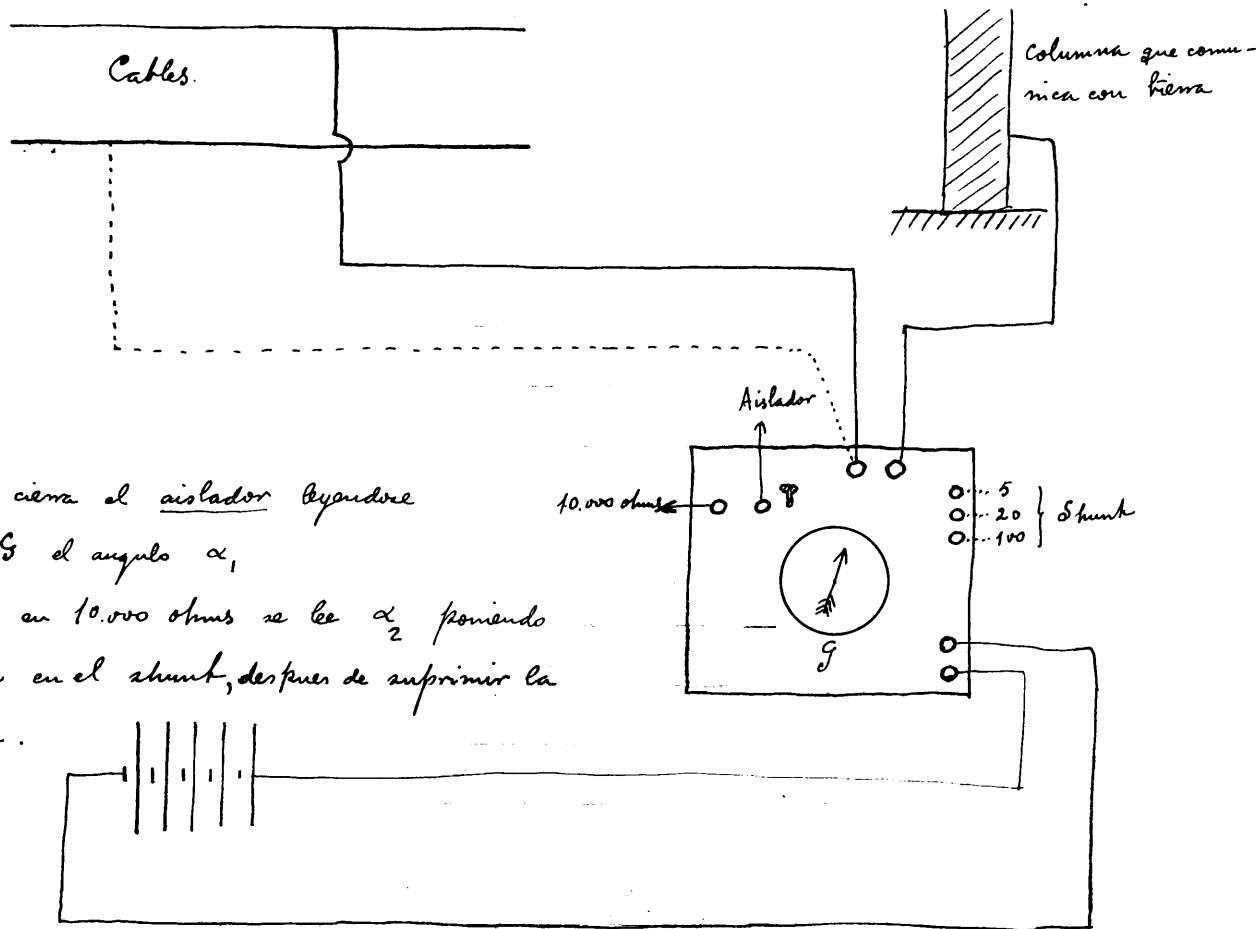 Cables.
columna que comu-
nica con tierra
Aislador
10.000 ohms
5
20
100
Shunt
G
cierra el aislador leyendose
G el angulo α₁
en 10.000 ohms se lee α₂ poniendo
en el shunt, despues de suprimir la